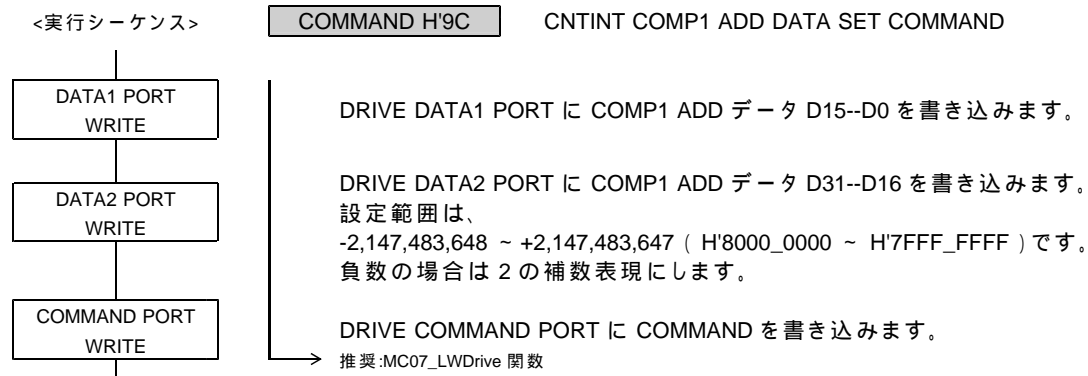 <実行シーケンス>
COMMAND H'9C
CNTINT COMP1 ADD DATA SET COMMAND
DATA1 PORT
WRITE
DRIVE DATA1 PORT に COMP1 ADD データ D15--D0 を書き込みます。
DATA2 PORT
WRITE
DRIVE DATA2 PORT に COMP1 ADD データ D31--D16 を書き込みます。
設定範囲は、
-2,147,483,648 ~ +2,147,483,647 ( H'8000_0000 ~ H'7FFF_FFFF ) です。
負数の場合は 2 の補数表現にします。
COMMAND PORT
WRITE
DRIVE COMMAND PORT に COMMAND を書き込みます。
推奨:MC07_LWDrive 関数